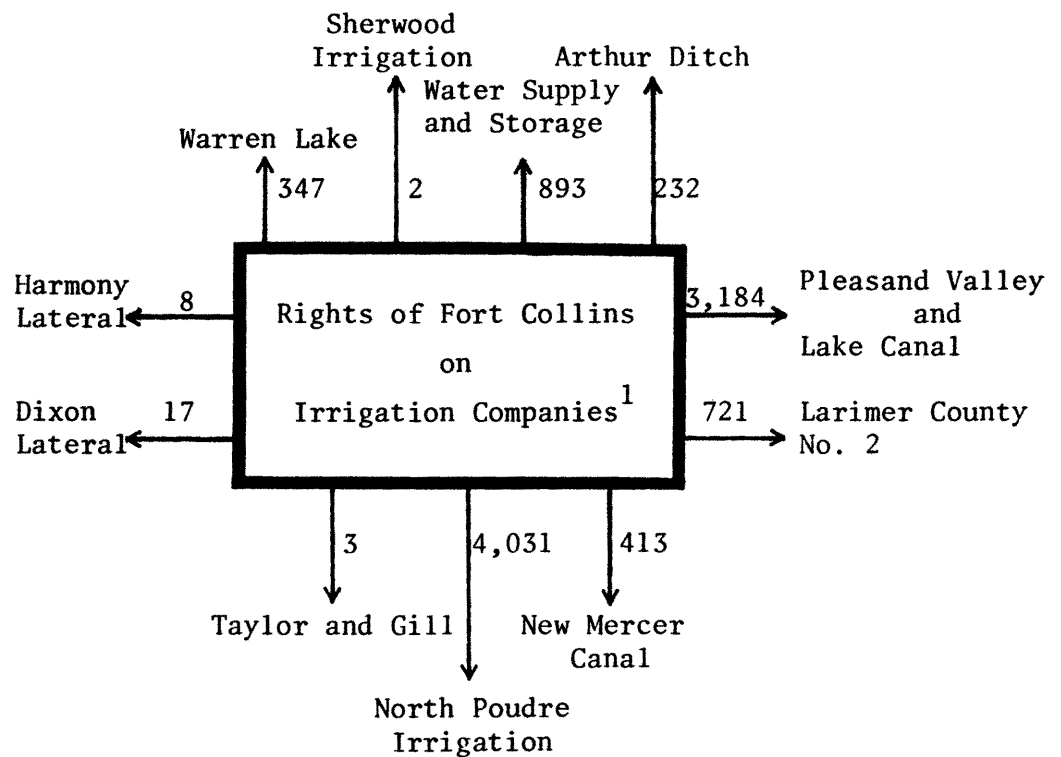 Sherwood
Irrigation
Arthur Ditch
Water Supply
and Storage
Warren Lake
347
2
893
232
Harmony
Lateral
8
Rights of Fort Collins
on
Irrigation Companies1
3,184
Pleasand Valley
and
Lake Canal
Dixon
Lateral
17
721
Larimer County
No. 2
3
4,031
413
Taylor and Gill
New Mercer
Canal
North Poudre
Irrigation